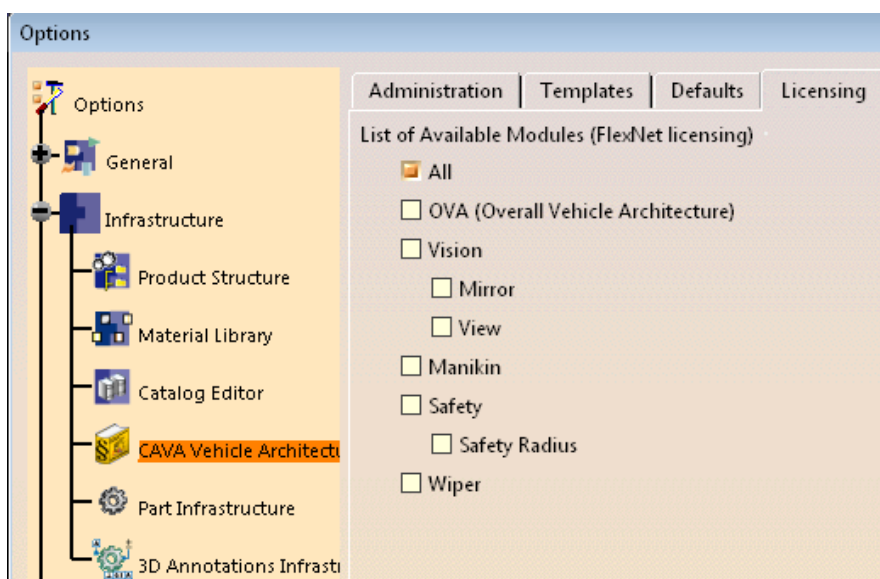 Options
Options
General
Infrastructure
Product Structure
Material Library
Catalog Editor
CAVA Vehicle Architectu
Part Infrastructure
3D Annotations Infrastr
Administration
Templates
Defaults
Licensing
List of Available Modules (FlexNet licensing)
All
OVA (Overall Vehicle Architecture)
Vision
Mirror
View
Manikin
Safety
Safety Radius
Wiper